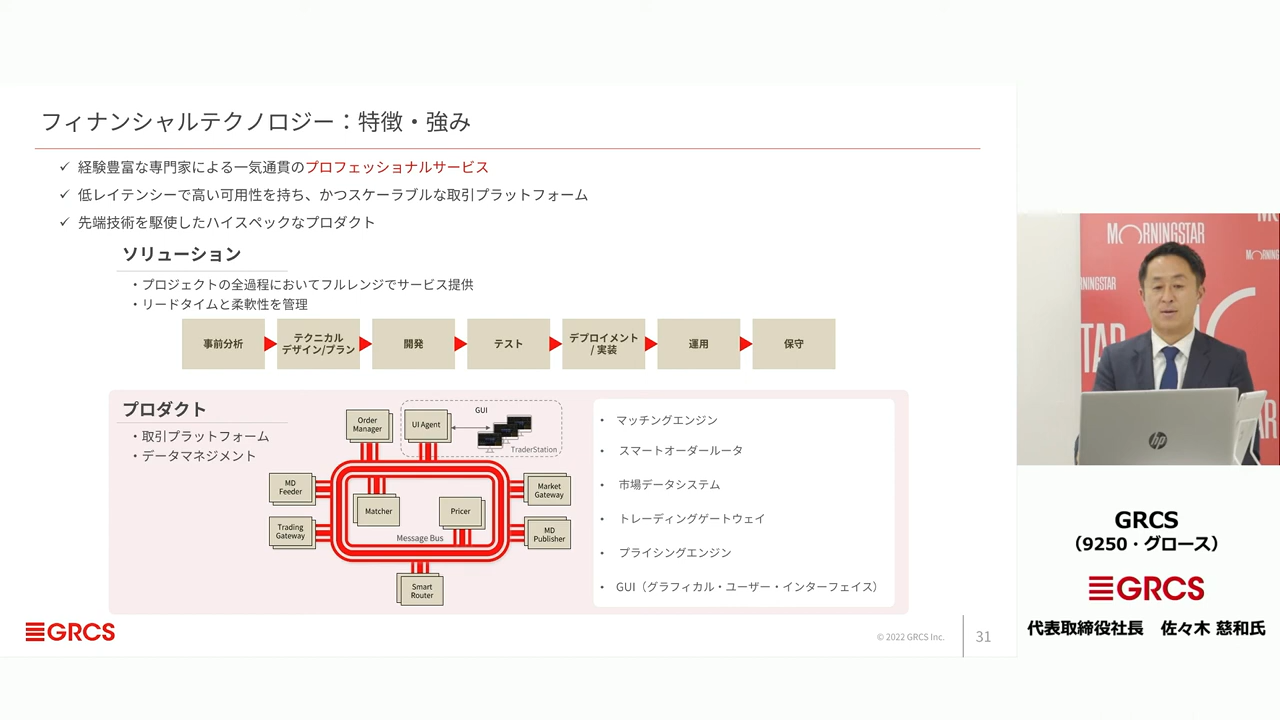 フィナンシャルテクノロジー：特徴・強み
✓ 経験豊富な専門家による一気通貫のプロフェッショナルサービス
✓ 低レイテンシーで高い可用性を持ち、かつスケーラブルな取引プラットフォーム
✓ 先端技術を駆使したハイスペックなプロダクト
ソリューション
・プロジェクトの全過程においてフルレンジでサービス提供
・リードタイムと柔軟性を管理
事前分析
テクニカル
デザイン/プラン
開発
テスト
デプロイメント
/ 実装
運用
保守
プロダクト
・取引プラットフォーム
・データマネジメント
Order
Manager
UI Agent
GUI
TraderStation
MD
Feeder
Market
Gateway
Matcher
Pricer
Trading
Gateway
Message Bus
MD
Publisher
Smart
Router
• マッチングエンジン
• スマートオーダールータ
• 市場データシステム
• トレーディングゲートウェイ
• プライシングエンジン
• GUI（グラフィカル・ユーザー・インターフェイス）
GRCS
© 2022 GRCS Inc.
31
MORNINGSTAR
MORNING
RNINGSTAR
TAR
AR
hp
GRCS
（9250・グロース）
GRCS
代表取締役社長　佐々木 慈和氏